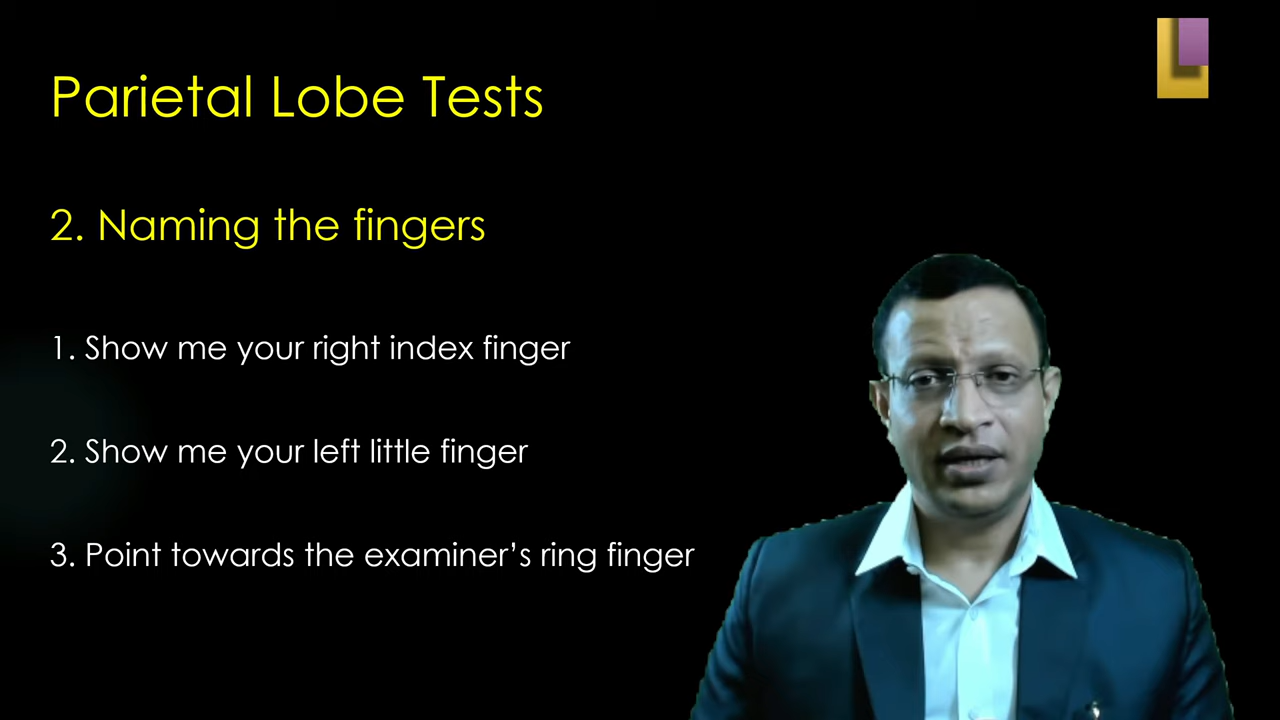 Parietal Lobe Tests
2. Naming the fingers
1. Show me your right index finger
2. Show me your left little finger
3. Point towards the examiner’s ring finger